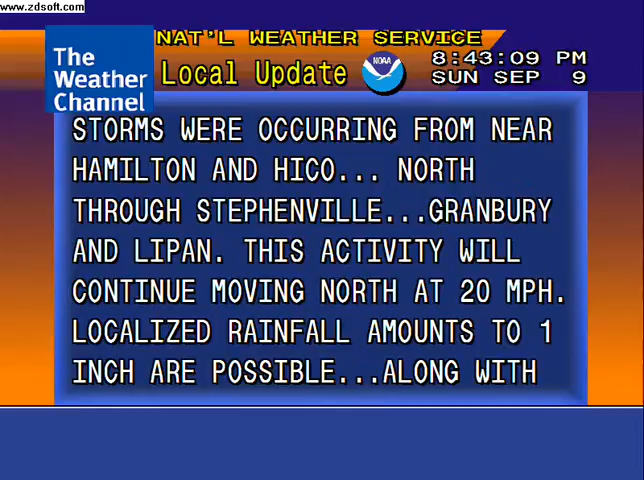 www.zdsoft.com
NAT'L WEATHER SERVICE
The
Weather
Channel
Local Update
NOAA
8:43:09 PM
SUN SEP 9
STORMS WERE OCCURRING FROM NEAR
HAMILTON AND HICO... NORTH
THROUGH STEPHENVILLE...GRANBURY
AND LIPAN. THIS ACTIVITY WILL
CONTINUE MOVING NORTH AT 20 MPH.
LOCALIZED RAINFALL AMOUNTS TO 1
INCH ARE POSSIBLE...ALONG WITH